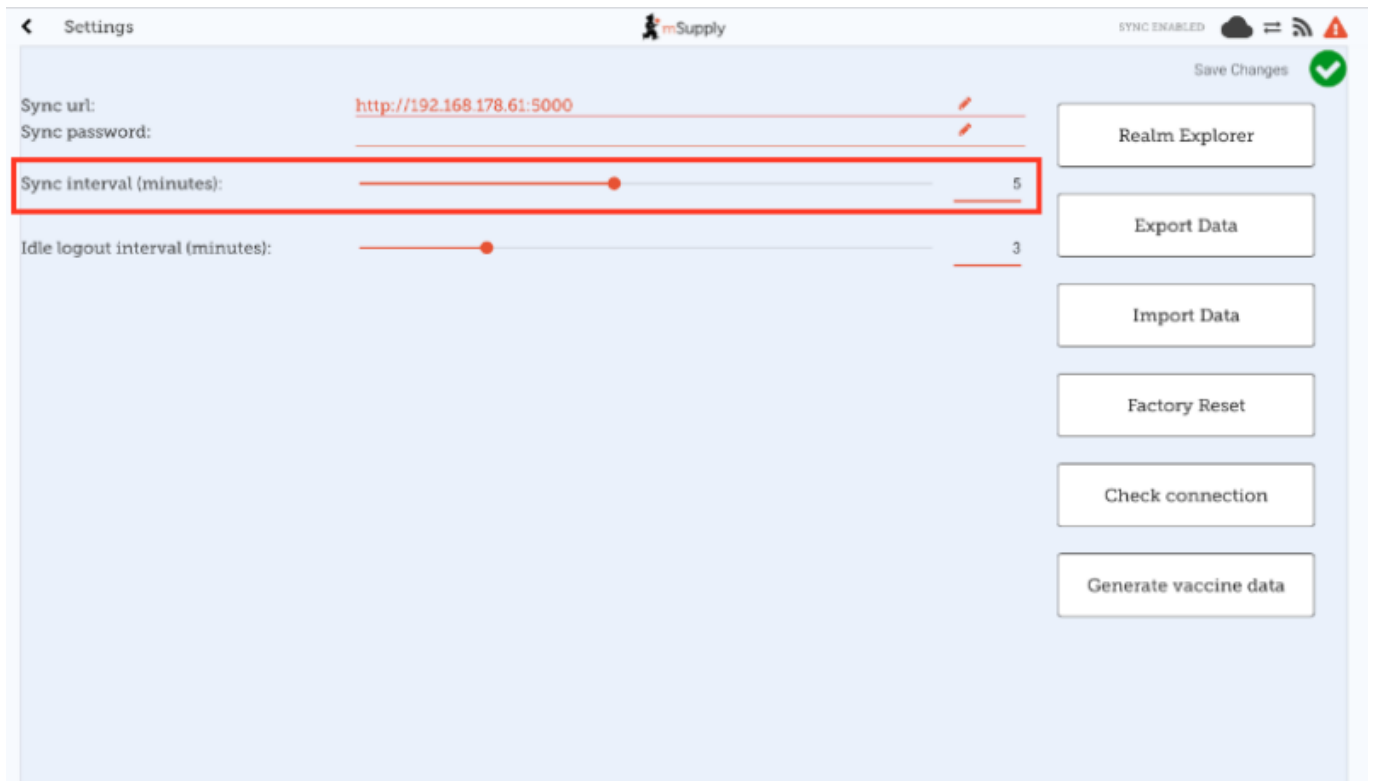 Settings
mSupply
SYNC ENABLED
Save Changes
Sync url:
http://192.168.178.61:5000
Sync password:
Sync interval (minutes):
5
Idle logout interval (minutes):
3
Realm Explorer
Export Data
Import Data
Factory Reset
Check connection
Generate vaccine data